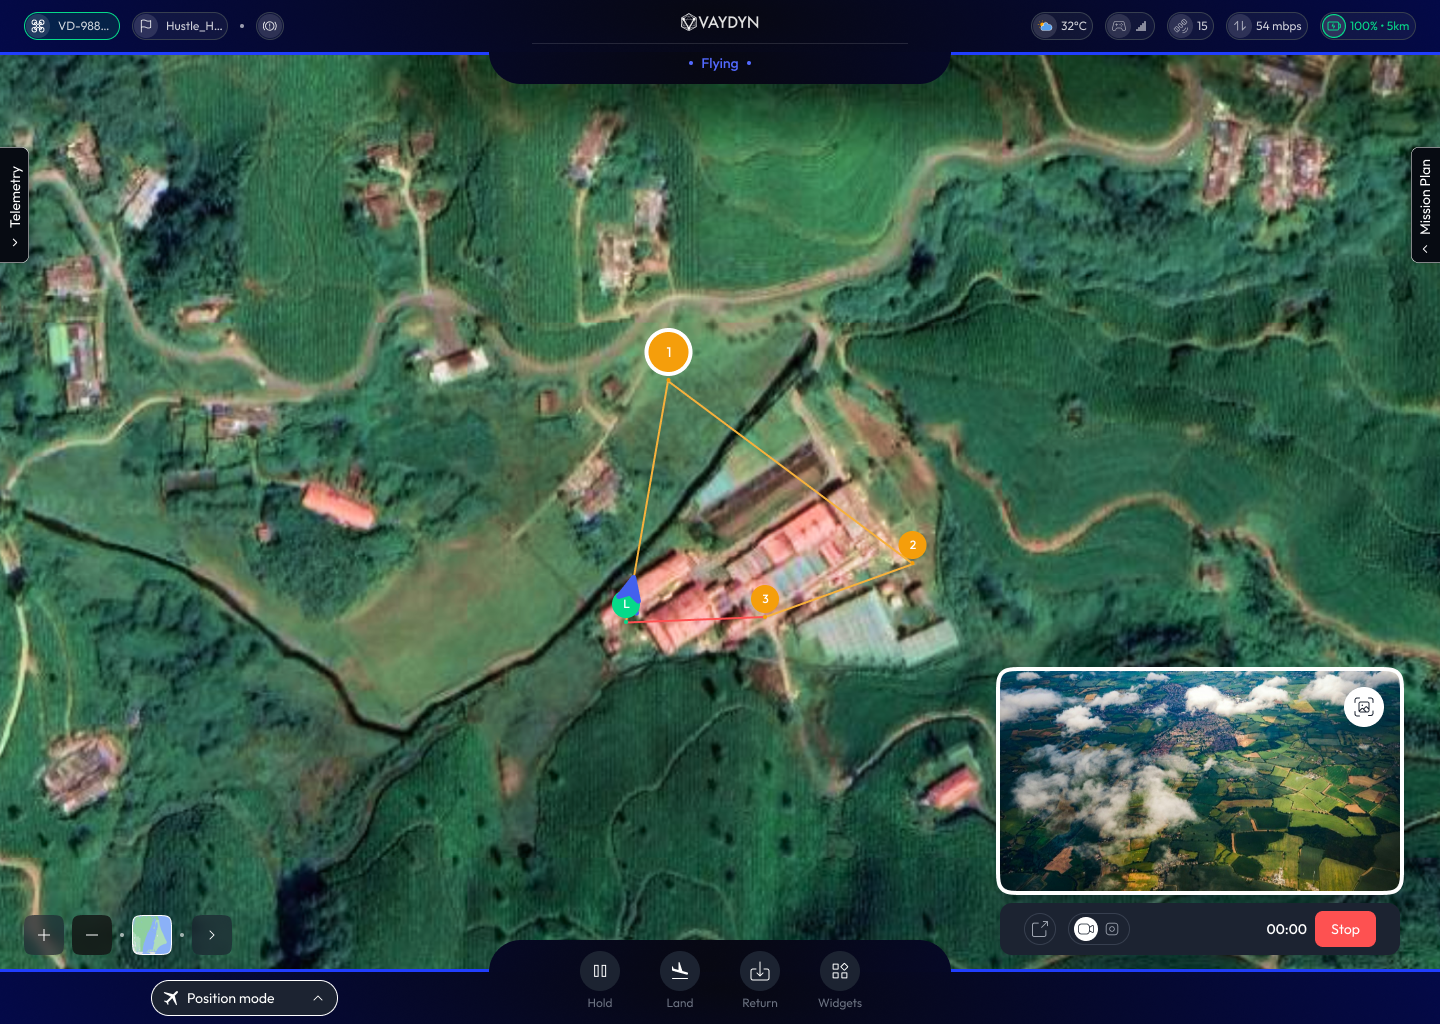 VD-988...
Hustle_H...
VAYDYN
Flying
32°C
15
54 mbps
100% • 5km
Telemetry
Mission Plan
1
2
3
L
00:00
Stop
Position mode
Hold
Land
Return
Widgets